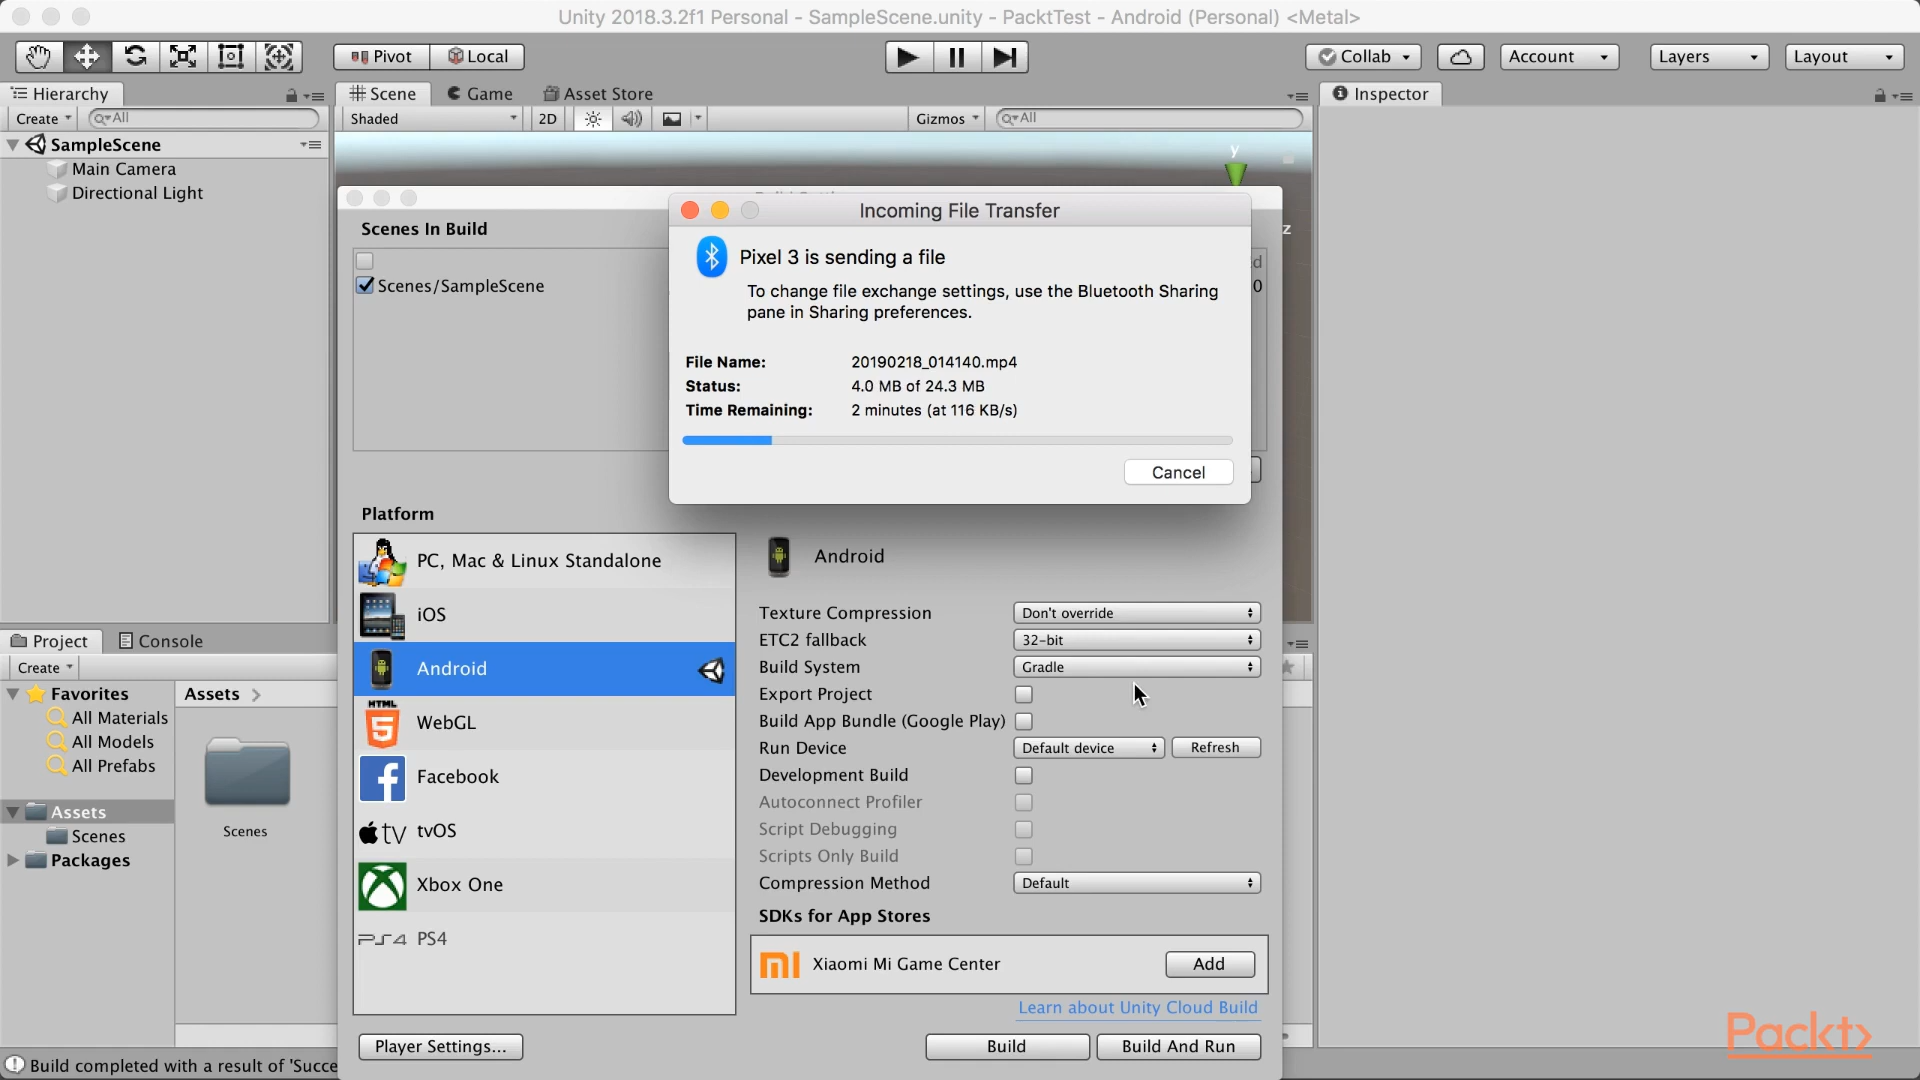 Unity 2018.3.2f1 Personal - SampleScene.unity - PacktTest - Android (Personal) <Metal>
Pivot Local Collab Account Layers Layout
Hierarchy Scene Game Asset Store Inspector
Create All Shaded 2D Gizmos All
SampleScene
Main Camera
Directional Light
y
z
Scenes In Build
Scenes/SampleScene
0
Incoming File Transfer
Pixel 3 is sending a file
To change file exchange settings, use the Bluetooth Sharing
pane in Sharing preferences.
File Name: 20190218_014140.mp4
Status: 4.0 MB of 24.3 MB
Time Remaining: 2 minutes (at 116 KB/s)
Cancel
Platform
PC, Mac & Linux Standalone
iOS
Android
HTML
5
WebGL
Facebook
tv tvOS
Xbox One
PS4 PS4
Android
Texture Compression Don't override
ETC2 fallback 32-bit
Build System Gradle
Export Project
Build App Bundle (Google Play)
Run Device Default device Refresh
Development Build
Autoconnect Profiler
Script Debugging
Scripts Only Build
Compression Method Default
SDKs for App Stores
Xiaomi Mi Game Center Add
Learn about Unity Cloud Build
Player Settings... Build Build And Run
Project Console
Create
Favorites
All Materials
All Models
All Prefabs
Assets
Scenes
Packages
Assets
Scenes
Build completed with a result of 'Succe
Packt